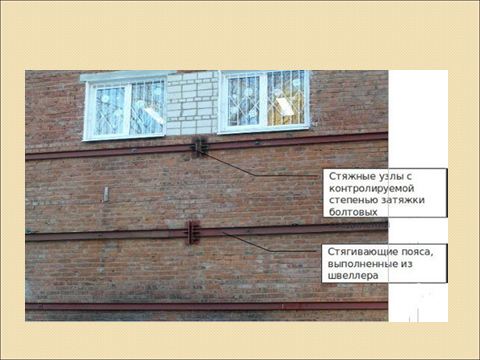 Стяжные узлы с
контролируемой
степенью затяжки
болтовых
Стягивающие пояса,
выполненные из
швеллера